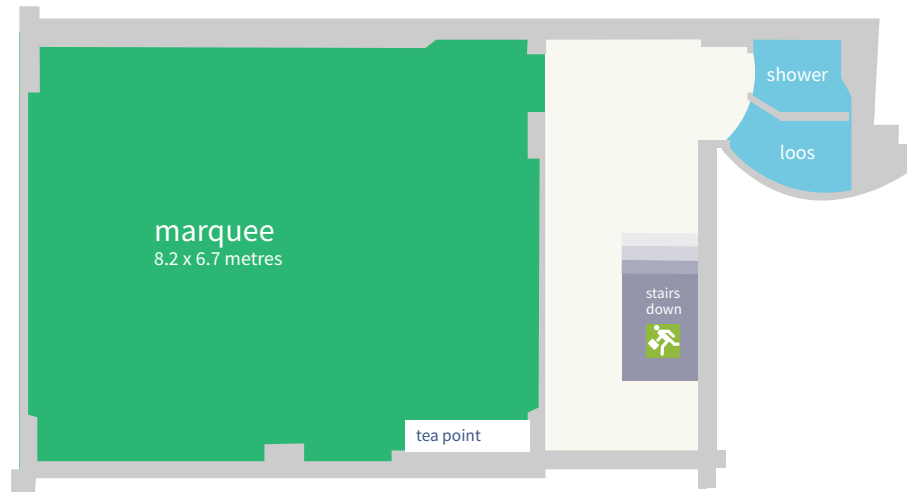 shower
loos
marquee
8.2 x 6.7 metres
stairs
down
tea point